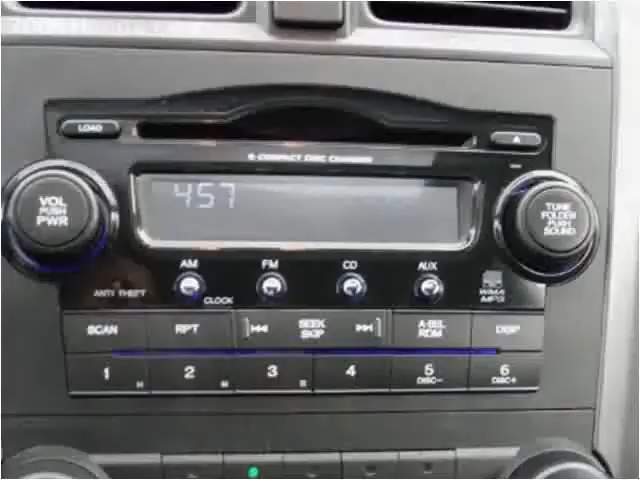 LOAD
6-COMPACT DISC CHANGER
457
VOL
PUSH
PWR
TUNE
FOLDER
PUSH
SOUND
AM
FM
CD
AUX
ANTI THEFT
CLOCK
WMA
MP3
SCAN
RPT
SEEK
SKIP
A-SEL
RDM
DISP
1 H
2 M
3 R
4
5
DISC-
6
DISC+